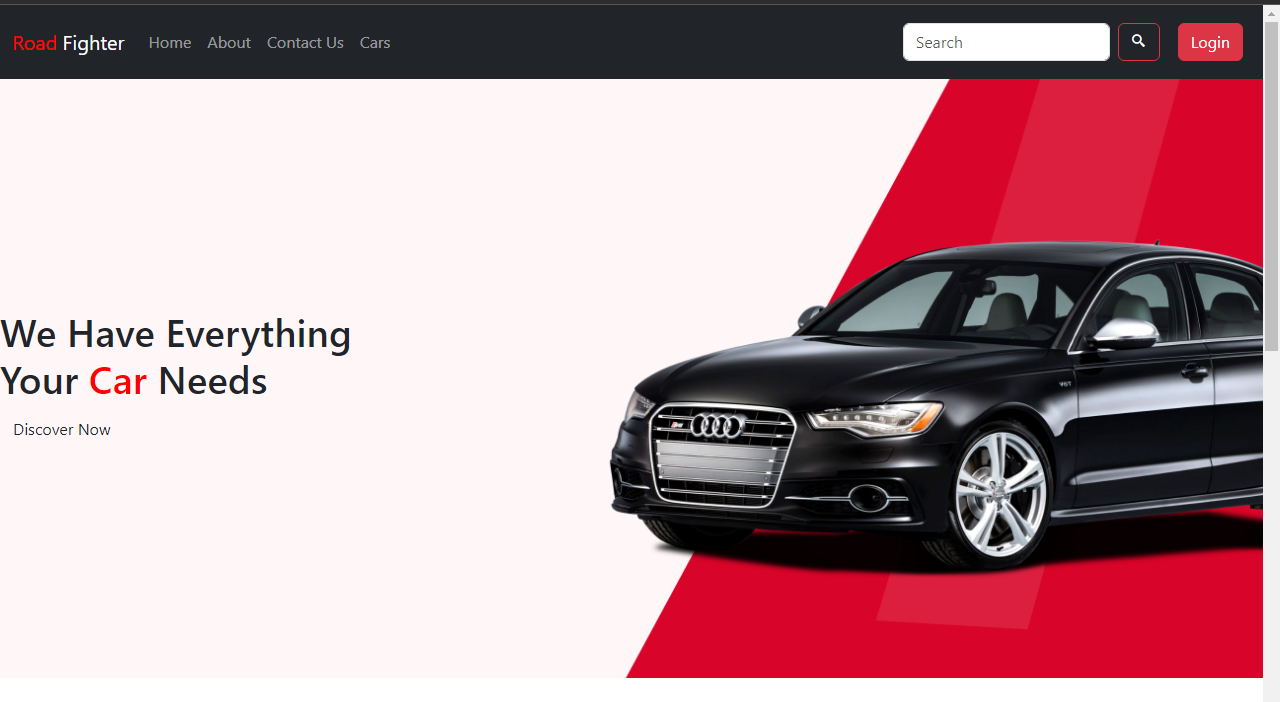 Road Fighter Home About Contact Us Cars Search Login
We Have Everything
Your Car Needs
Discover Now